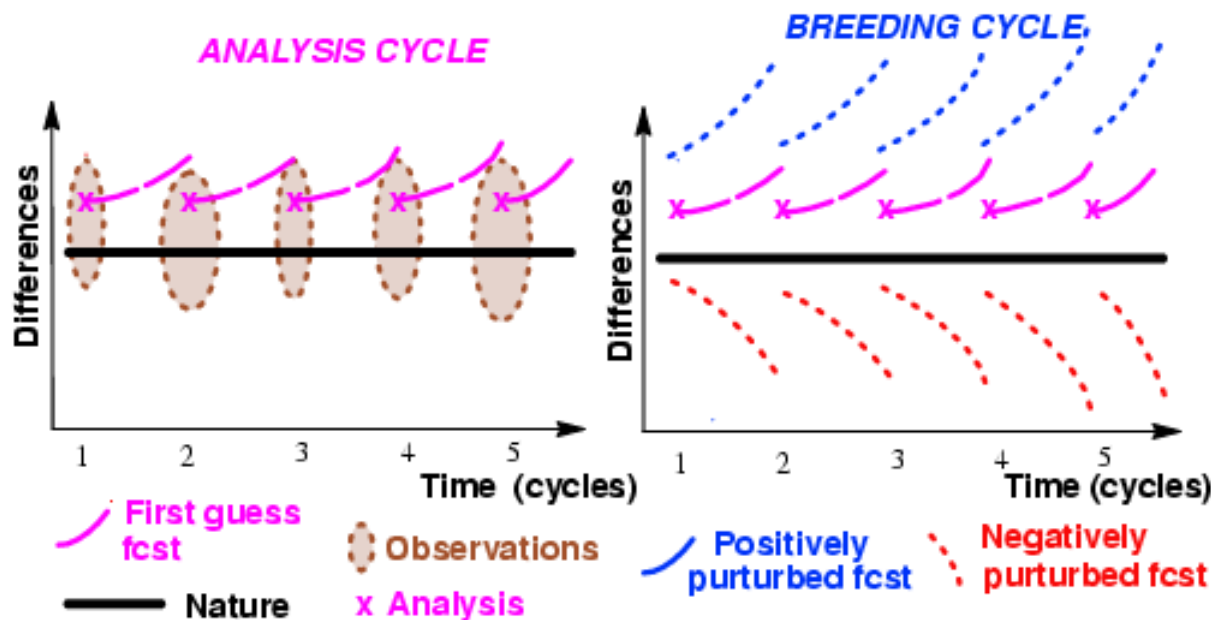 ANALYSIS CYCLE
Differences
1 2 3 4 5
Time (cycles)
First guess
fcst
Observations
Nature
x Analysis
BREEDING CYCLE
Differences
1 2 3 4 5
Time (cycles)
Positively
purturbed fcst
Negatively
purturbed fcst